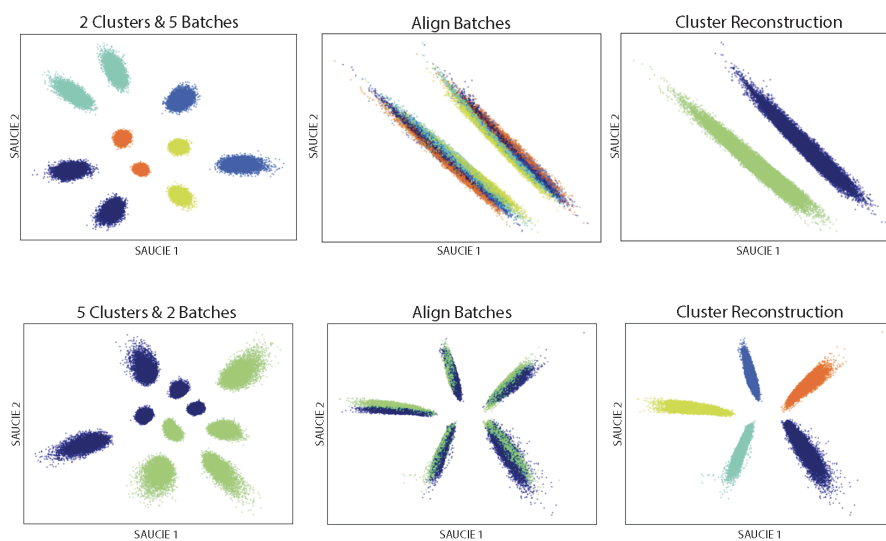 2 Clusters & 5 Batches
Align Batches
Cluster Reconstruction
SAUCIE 2
SAUCIE 2
SAUCIE 2
SAUCIE 1
SAUCIE 1
SAUCIE 1
5 Clusters & 2 Batches
Align Batches
Cluster Reconstruction
SAUCIE 2
SAUCIE 2
SAUCIE 2
SAUCIE 1
SAUCIE 1
SAUCIE 1